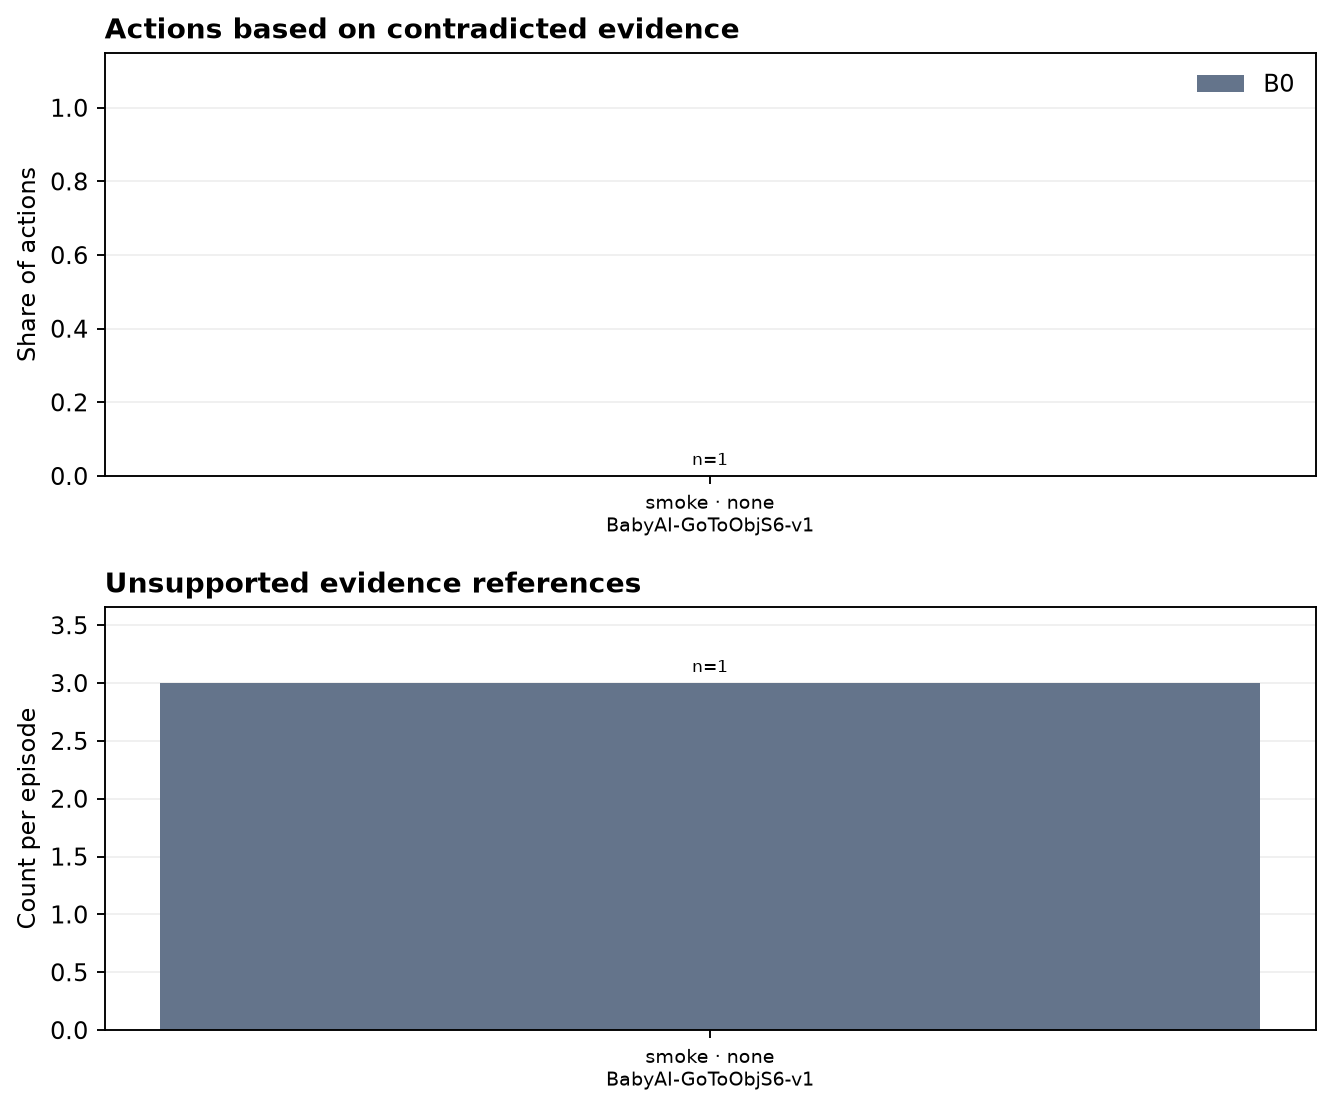 Actions based on contradicted evidence
B0
1.0
0.8
0.6
0.4
0.2
0.0
Share of actions
n=1
smoke · none
BabyAI-GoToObjS6-v1
Unsupported evidence references
3.5
3.0
2.5
2.0
1.5
1.0
0.5
0.0
Count per episode
n=1
smoke · none
BabyAI-GoToObjS6-v1